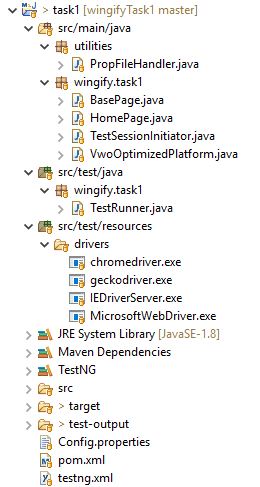 > task1 [wingifyTask1 master]
src/main/java
utilities
PropFileHandler.java
wingify.task1
BasePage.java
HomePage.java
TestSessionInitiator.java
VwoOptimizedPlatform.java
src/test/java
wingify.task1
TestRunner.java
src/test/resources
drivers
chromedriver.exe
geckodriver.exe
IEDriverServer.exe
MicrosoftWebDriver.exe
JRE System Library [JavaSE-1.8]
Maven Dependencies
TestNG
src
> target
> test-output
Config.properties
pom.xml
testng.xml